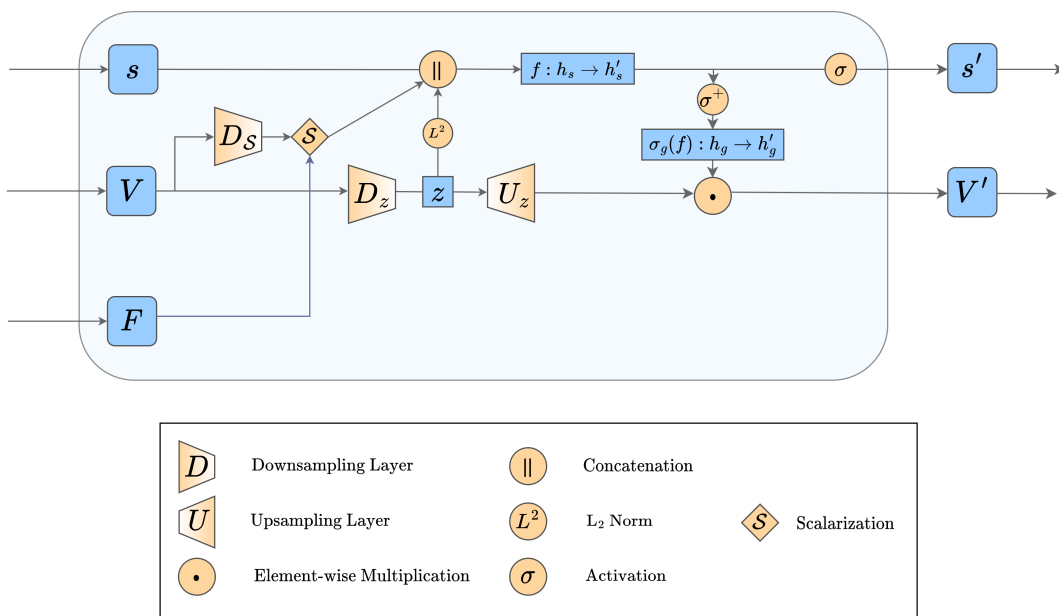 s
||
f : h_s → h'_s
σ
s'
σ⁺
D_𝒮
𝒮
L²
σ_g(f) : h_g → h'_g
V
D_z
z
U_z
·
V'
F
D Downsampling Layer
|| Concatenation
U Upsampling Layer
L² L₂ Norm
𝒮 Scalarization
· Element-wise Multiplication
σ Activation